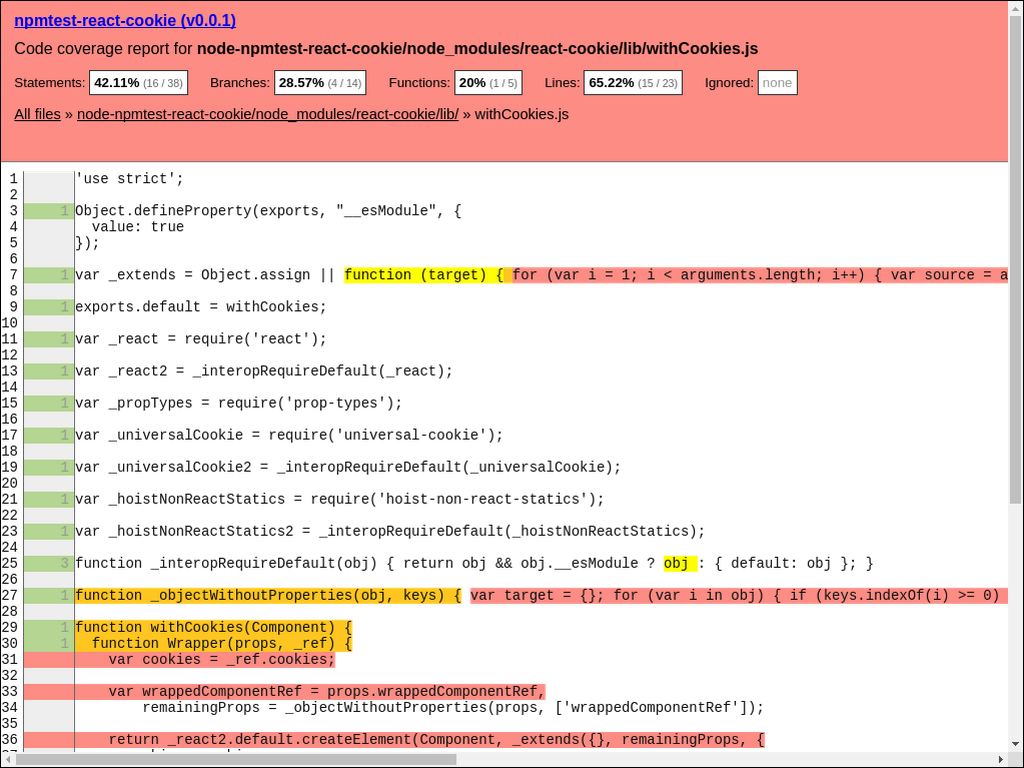 npmtest-react-cookie (v0.0.1)
Code coverage report for node-npmtest-react-cookie/node_modules/react-cookie/lib/withCookies.js
Statements: 42.11% (16 / 38) Branches: 28.57% (4 / 14) Functions: 20% (1 / 5) Lines: 65.22% (15 / 23) Ignored: none
All files » node-npmtest-react-cookie/node_modules/react-cookie/lib/ » withCookies.js
1 'use strict';
2
3 1 Object.defineProperty(exports, "__esModule", {
4 value: true
5 });
6
7 1 var _extends = Object.assign || function (target) { for (var i = 1; i < arguments.length; i++) { var source = a
8
9 1 exports.default = withCookies;
10
11 1 var _react = require('react');
12
13 1 var _react2 = _interopRequireDefault(_react);
14
15 1 var _propTypes = require('prop-types');
16
17 1 var _universalCookie = require('universal-cookie');
18
19 1 var _universalCookie2 = _interopRequireDefault(_universalCookie);
20
21 1 var _hoistNonReactStatics = require('hoist-non-react-statics');
22
23 1 var _hoistNonReactStatics2 = _interopRequireDefault(_hoistNonReactStatics);
24
25 3 function _interopRequireDefault(obj) { return obj && obj.__esModule ? obj : { default: obj }; }
26
27 1 function _objectWithoutProperties(obj, keys) { var target = {}; for (var i in obj) { if (keys.indexOf(i) >= 0)
28
29 1 function withCookies(Component) {
30 1 function Wrapper(props, _ref) {
31 var cookies = _ref.cookies;
32
33 var wrappedComponentRef = props.wrappedComponentRef,
34 remainingProps = _objectWithoutProperties(props, ['wrappedComponentRef']);
35
36 return _react2.default.createElement(Component, _extends({}, remainingProps, {